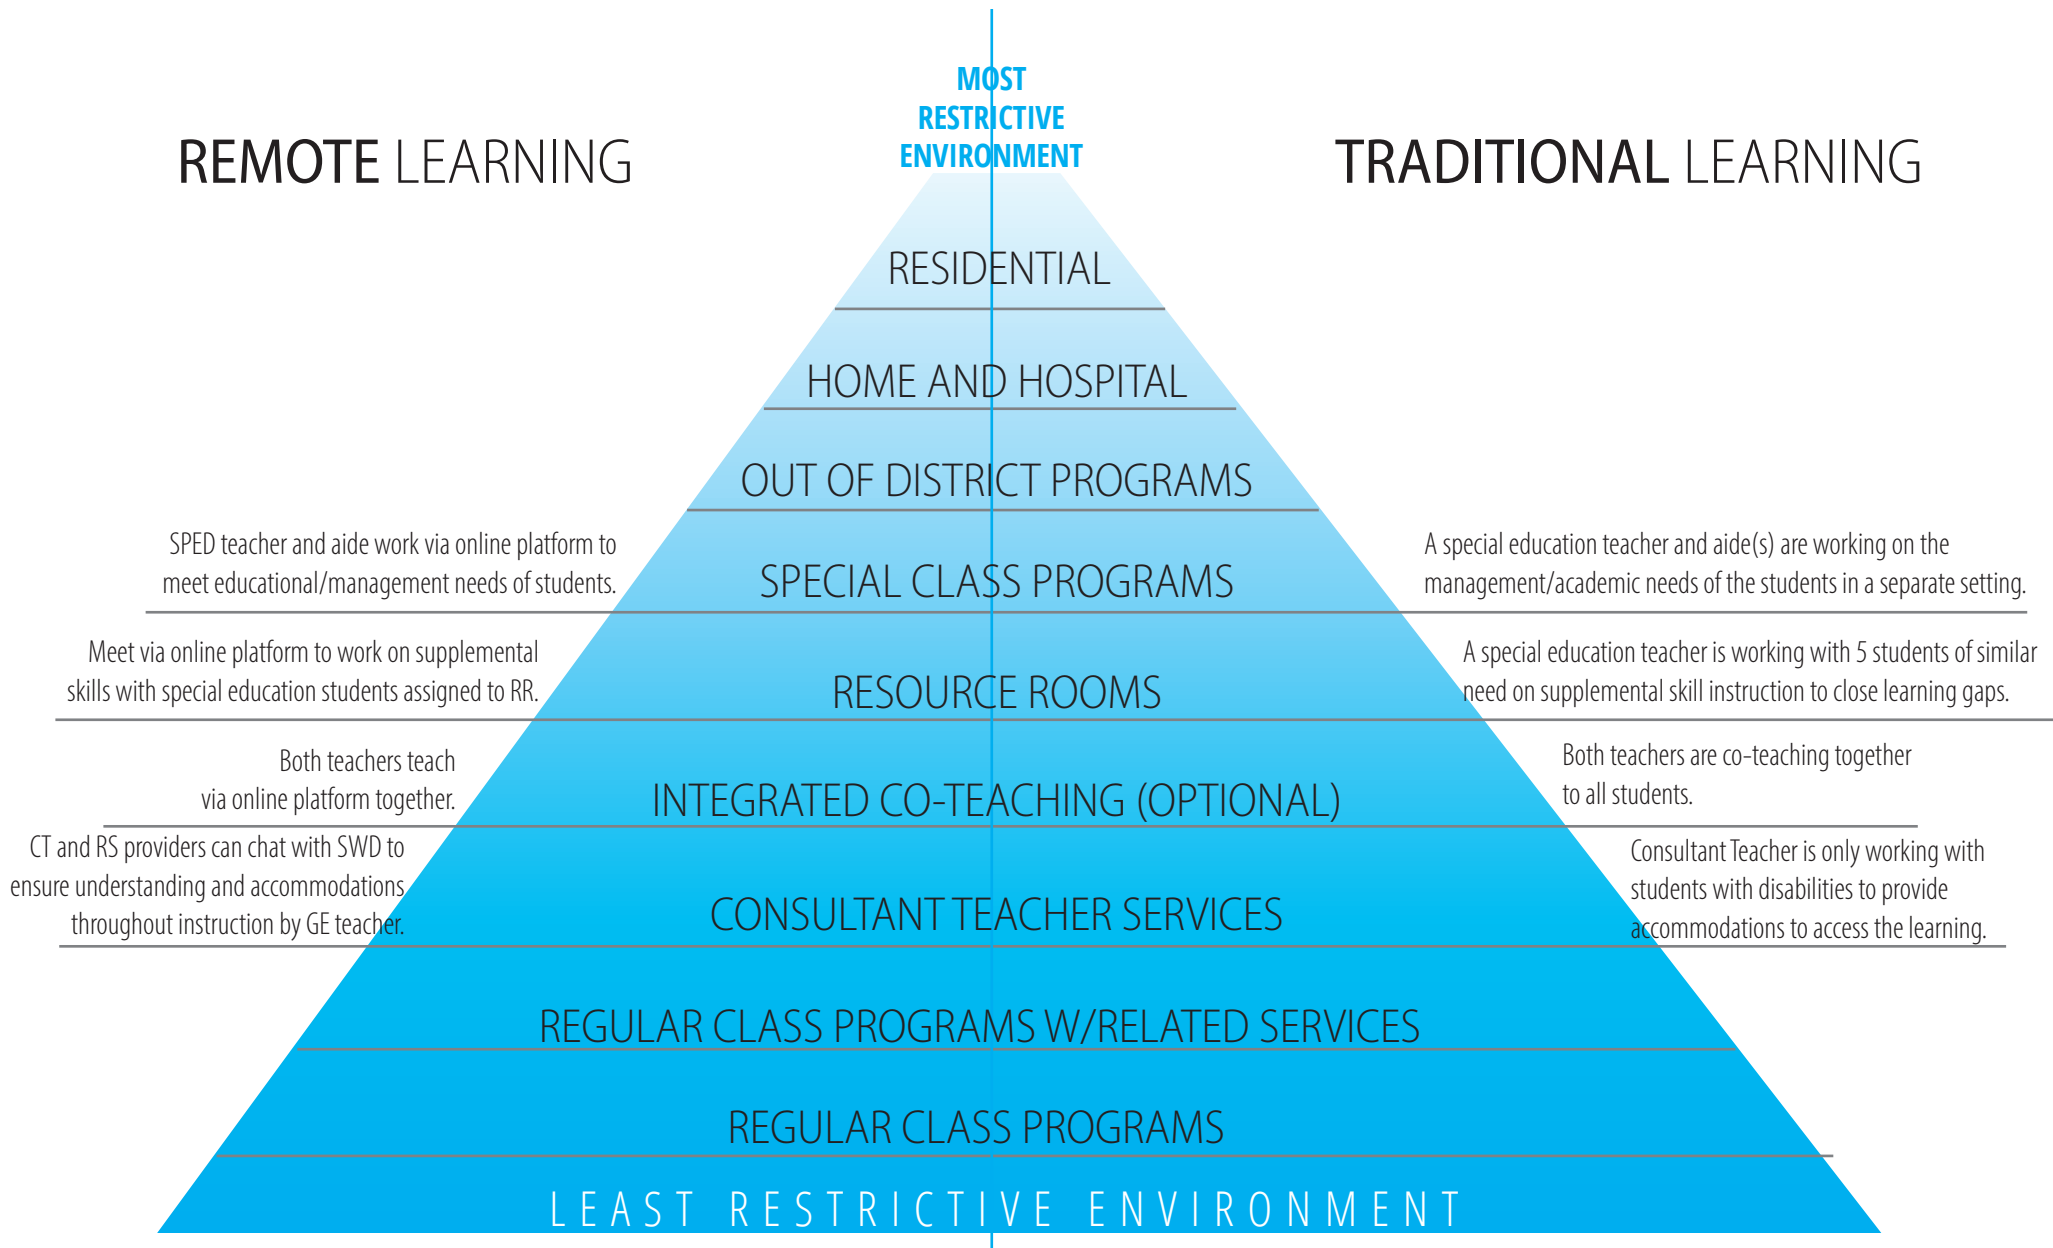 MOST
RESTRICTIVE
ENVIRONMENT
REMOTE LEARNING
TRADITIONAL LEARNING
RESIDENTIAL
HOME AND HOSPITAL
OUT OF DISTRICT PROGRAMS
SPED teacher and aide work via online platform to
meet educational/management needs of students.
SPECIAL CLASS PROGRAMS
A special education teacher and aide(s) are working on the
management/academic needs of the students in a separate setting.
Meet via online platform to work on supplemental
skills with special education students assigned to RR.
RESOURCE ROOMS
A special education teacher is working with 5 students of similar
need on supplemental skill instruction to close learning gaps.
Both teachers teach
via online platform together.
INTEGRATED CO-TEACHING (OPTIONAL)
Both teachers are co-teaching together
to all students.
CT and RS providers can chat with SWD to
ensure understanding and accommodations
throughout instruction by GE teacher.
CONSULTANT TEACHER SERVICES
Consultant Teacher is only working with
students with disabilities to provide
accommodations to access the learning.
REGULAR CLASS PROGRAMS W/RELATED SERVICES
REGULAR CLASS PROGRAMS
LEAST RESTRICTIVE ENVIRONMENT